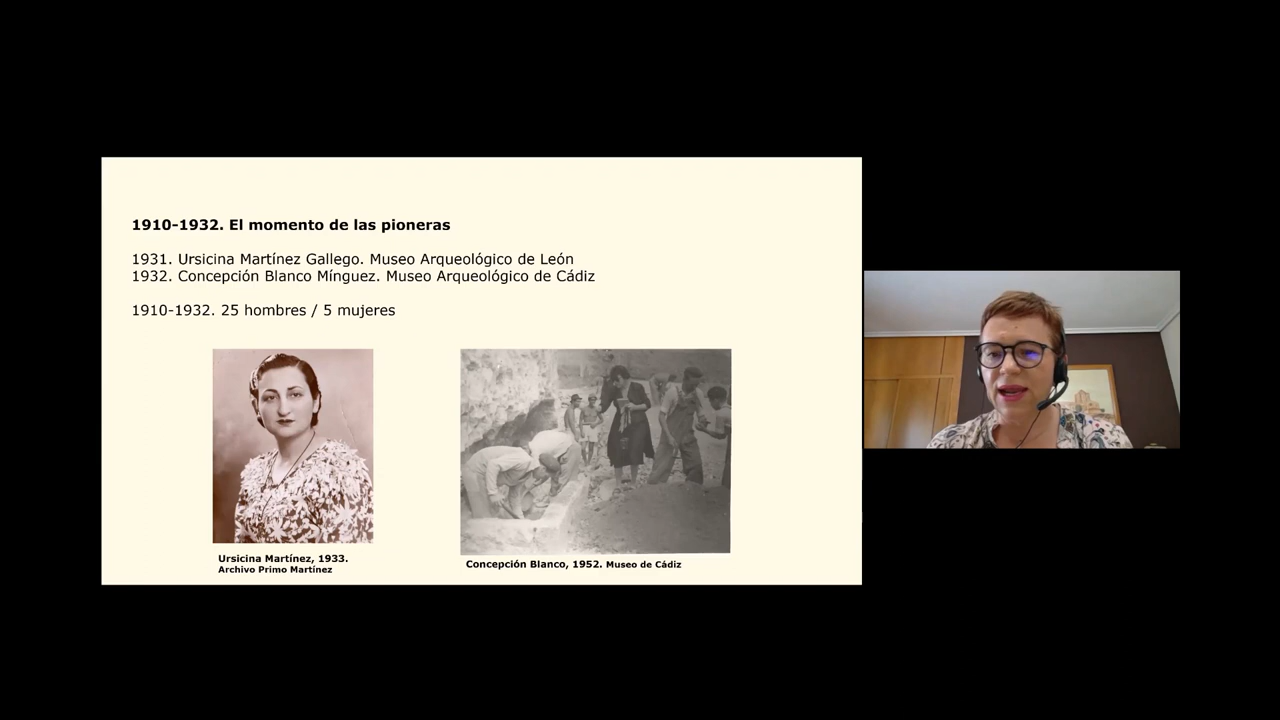 1910-1932. El momento de las pioneras
1931. Ursicina Martínez Gallego. Museo Arqueológico de León
1932. Concepción Blanco Mínguez. Museo Arqueológico de Cádiz
1910-1932. 25 hombres / 5 mujeres
Ursicina Martínez, 1933.
Archivo Primo Martínez
Concepción Blanco, 1952. Museo de Cádiz